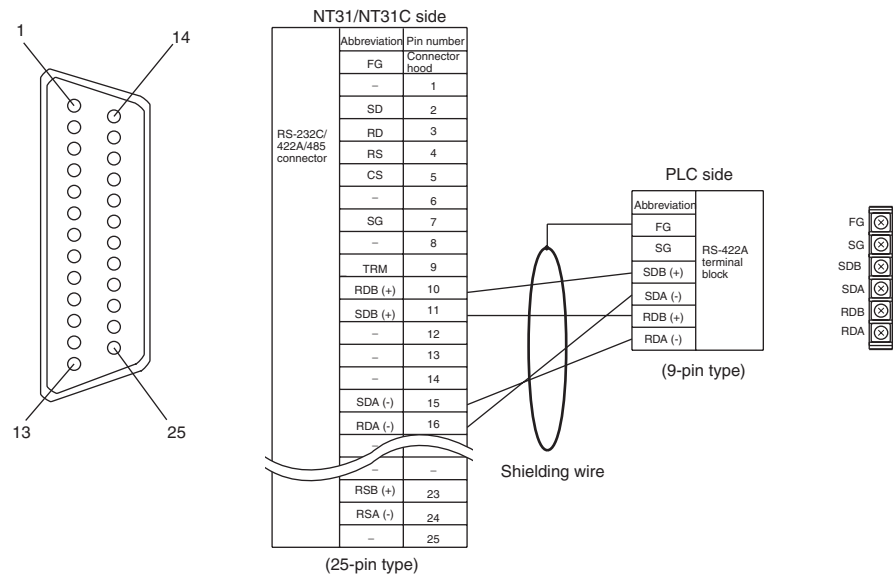 1
14
13
25
NT31/NT31C side
Abbreviation Pin number
RS-232C/
422A/485
connector
FG Connector
hood
– 1
SD 2
RD 3
RS 4
CS 5
– 6
SG 7
– 8
TRM 9
RDB (+) 10
SDB (+) 11
– 12
– 13
– 14
SDA (-) 15
RDA (-) 16
–
– –
RSB (+) 23
RSA (-) 24
– 25
(25-pin type)
Shielding wire
PLC side
Abbreviation
FG
SG
SDB (+)
SDA (-)
RDB (+)
RDA (-)
RS-422A
terminal
block
(9-pin type)
FG
SG
SDB
SDA
RDB
RDA